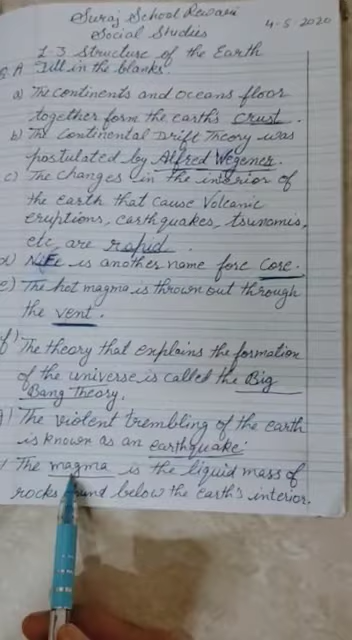 Suraj School Rewari
4-5-2020
Social Studies
L-3 Structure of the Earth
Q.A Fill in the blanks.
a) The continents and oceans floor
together form the earth's crust.
b) The Continental Drift Theory was
postulated by Alfred Wegener.
c) The changes in the interior of
the earth that cause Volcanic
eruptions, earthquakes, tsunamis,
etc, are rapid.
d) NiFe is another name for core.
e) The hot magma is thrown out through
the vent.
f) The theory that explains the formation
of the universe is called the Big
Bang Theory.
g) The violent trembling of the earth
is known as an earthquake.
The magma is the liquid mass of
rocks below the earth's interior.